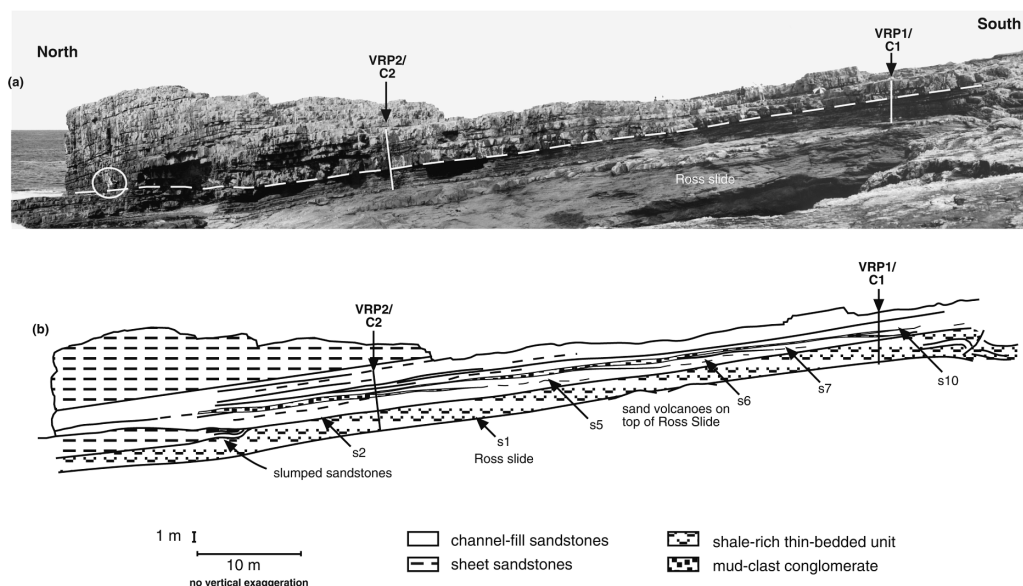 North
South
(a)
VRP2/
C2
VRP1/
C1
Ross slide
(b)
VRP2/
C2
VRP1/
C1
s10
s7
s6
s5
sand volcanoes on
top of Ross Slide
s2
s1
Ross slide
slumped sandstones
1 m
10 m
no vertical exaggeration
channel-fill sandstones
sheet sandstones
shale-rich thin-bedded unit
mud-clast conglomerate